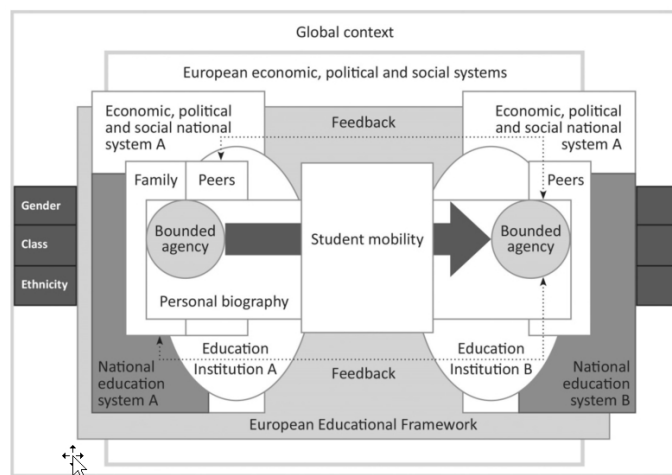 Global context
European economic, political and social systems
Economic, political
and social national
system A
Feedback
Economic, political
and social national
system A
Family
Peers
Peers
Gender
Class
Ethnicity
Bounded
agency
Student mobility
Bounded
agency
Personal biography
Education
Institution A
Education
Institution B
National
education
system A
Feedback
National
education
system B
European Educational Framework